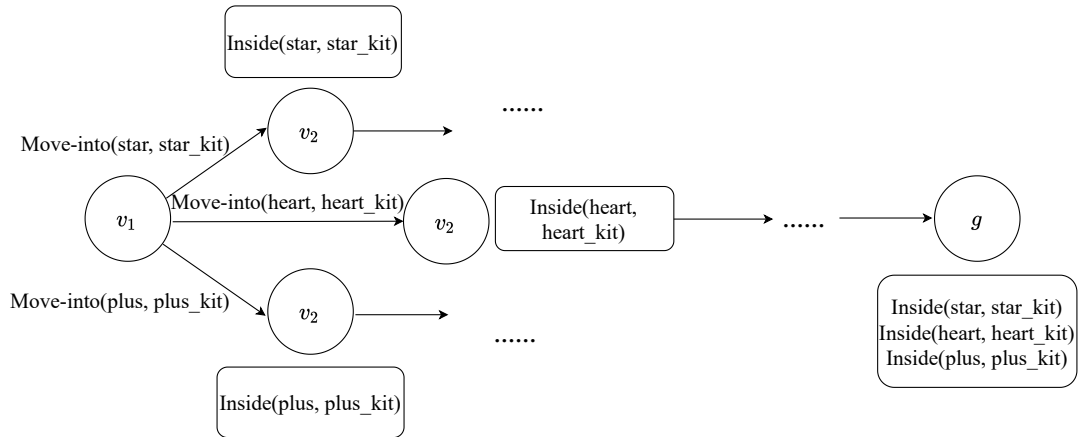 Inside(star, star_kit)
......
v₂
Move-into(star, star_kit)
Move-into(heart, heart_kit)
v₁
v₂
Inside(heart,
heart_kit)
......
g
Move-into(plus, plus_kit)
v₂
......
Inside(star, star_kit)
Inside(heart, heart_kit)
Inside(plus, plus_kit)
Inside(plus, plus_kit)